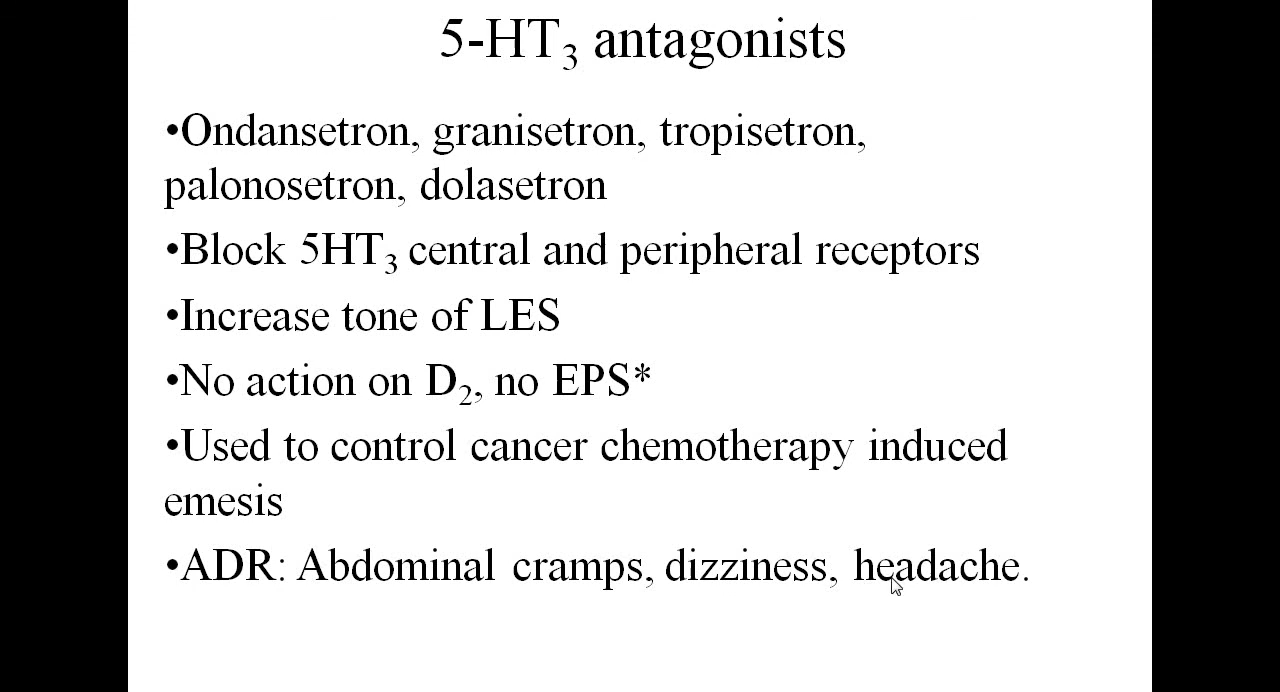 5-HT₃ antagonists
•Ondansetron, granisetron, tropisetron,
palonosetron, dolasetron
•Block 5HT₃ central and peripheral receptors
•Increase tone of LES
•No action on D₂, no EPS*
•Used to control cancer chemotherapy induced
emesis
•ADR: Abdominal cramps, dizziness, headache.